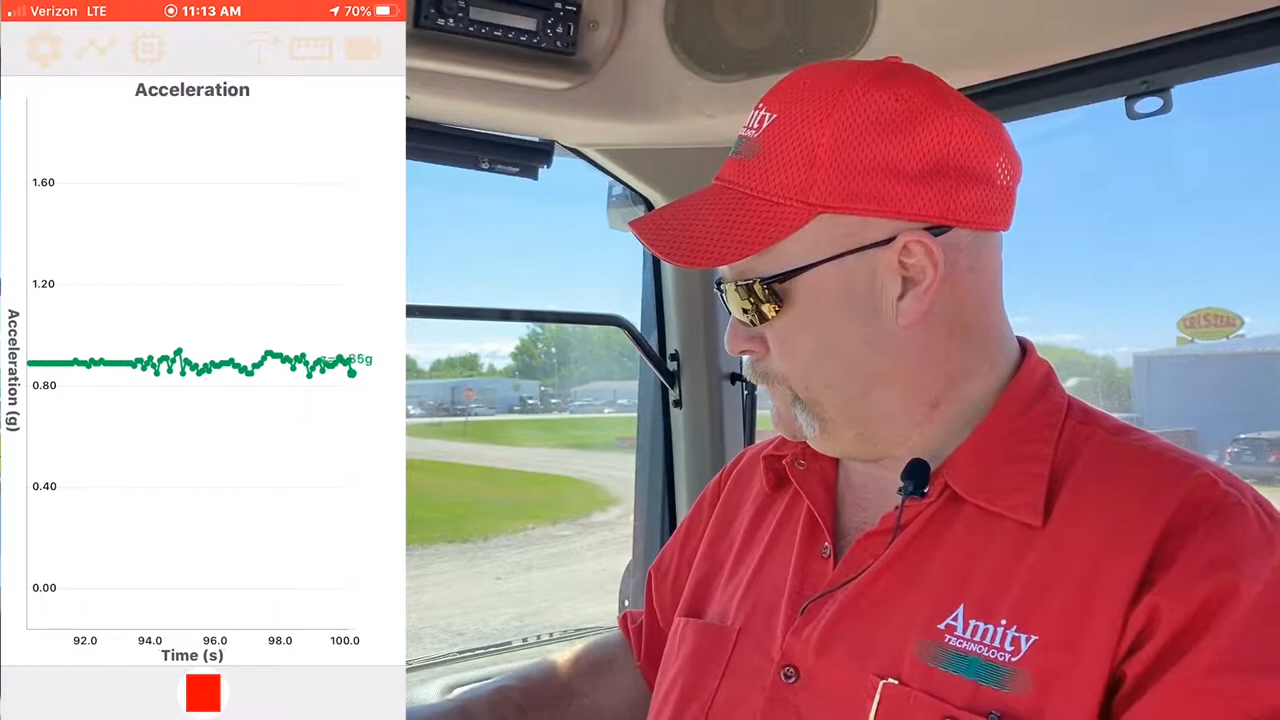 Verizon LTE
11:13 AM
70%
Acceleration
1.60
1.20
0.80
0.40
0.00
Acceleration (g)
92.0
94.0
96.0
98.0
100.0
Time (s)
Amity
TECHNOLOGY